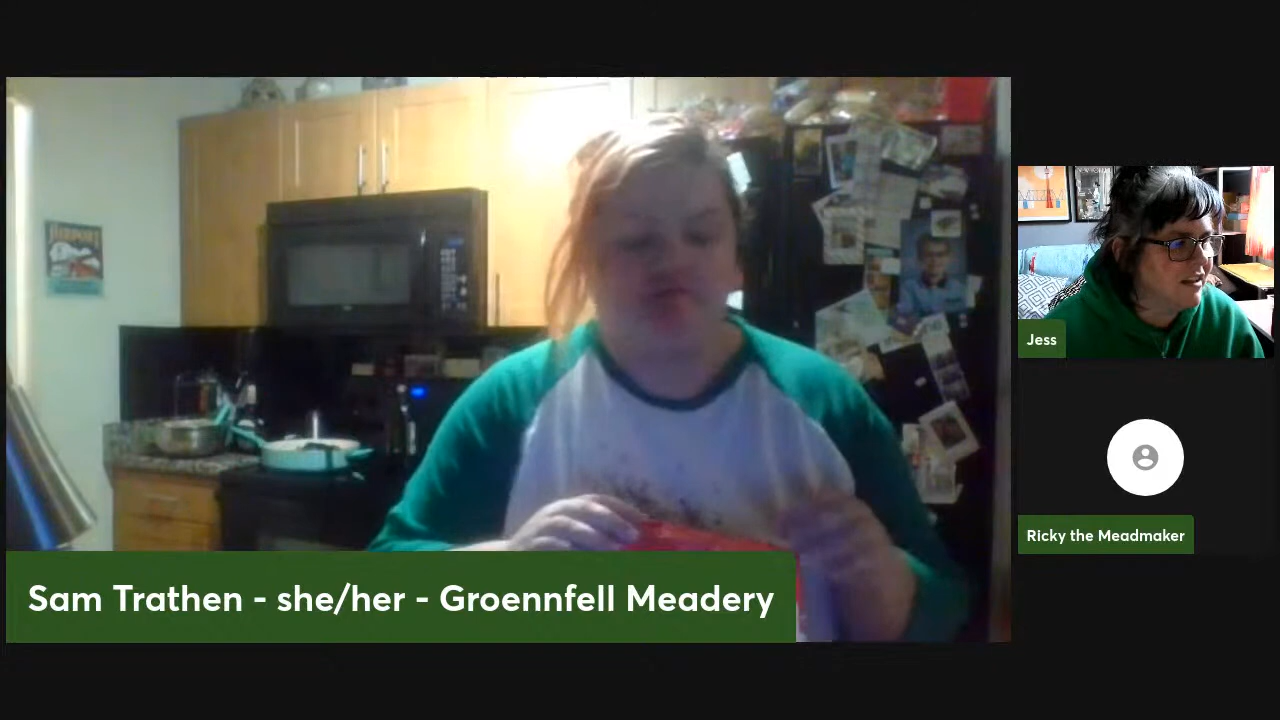 Sam Trathen - she/her - Groennfell Meadery
Jess
Ricky the Meadmaker